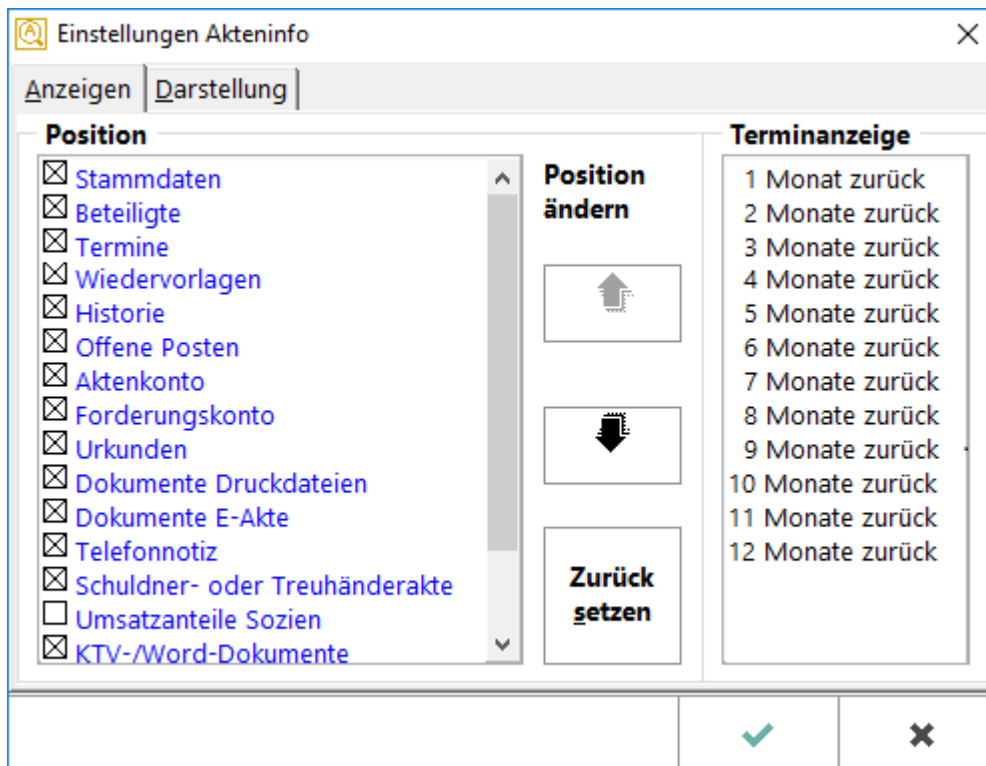 Einstellungen Akteninfo
Anzeigen
Darstellung
Position
Stammdaten
Beteiligte
Termine
Wiedervorlagen
Historie
Offene Posten
Aktenkonto
Forderungskonto
Urkunden
Dokumente Druckdateien
Dokumente E-Akte
Telefonnotiz
Schuldner- oder Treuhänderakte
Umsatzanteile Sozien
KTV-/Word-Dokumente
Position
ändern
Zurück
setzen
Terminanzeige
1 Monat zurück
2 Monate zurück
3 Monate zurück
4 Monate zurück
5 Monate zurück
6 Monate zurück
7 Monate zurück
8 Monate zurück
9 Monate zurück
10 Monate zurück
11 Monate zurück
12 Monate zurück